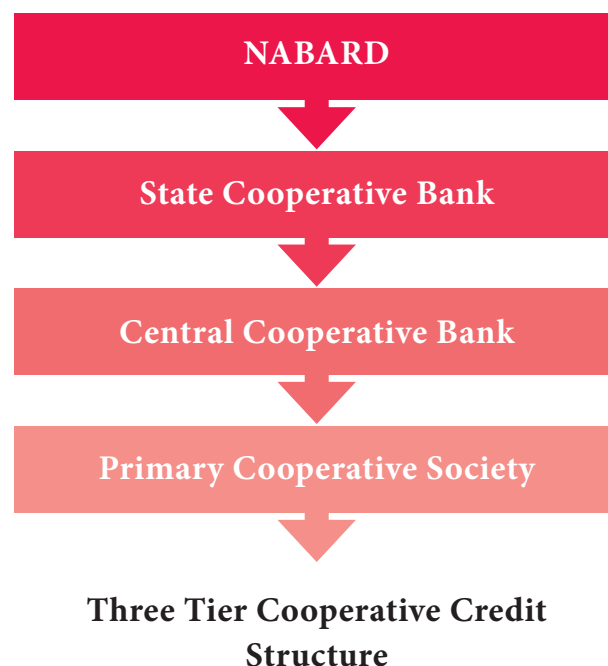 NABARD
State Cooperative Bank
Central Cooperative Bank
Primary Cooperative Society
Three Tier Cooperative Credit
Structure